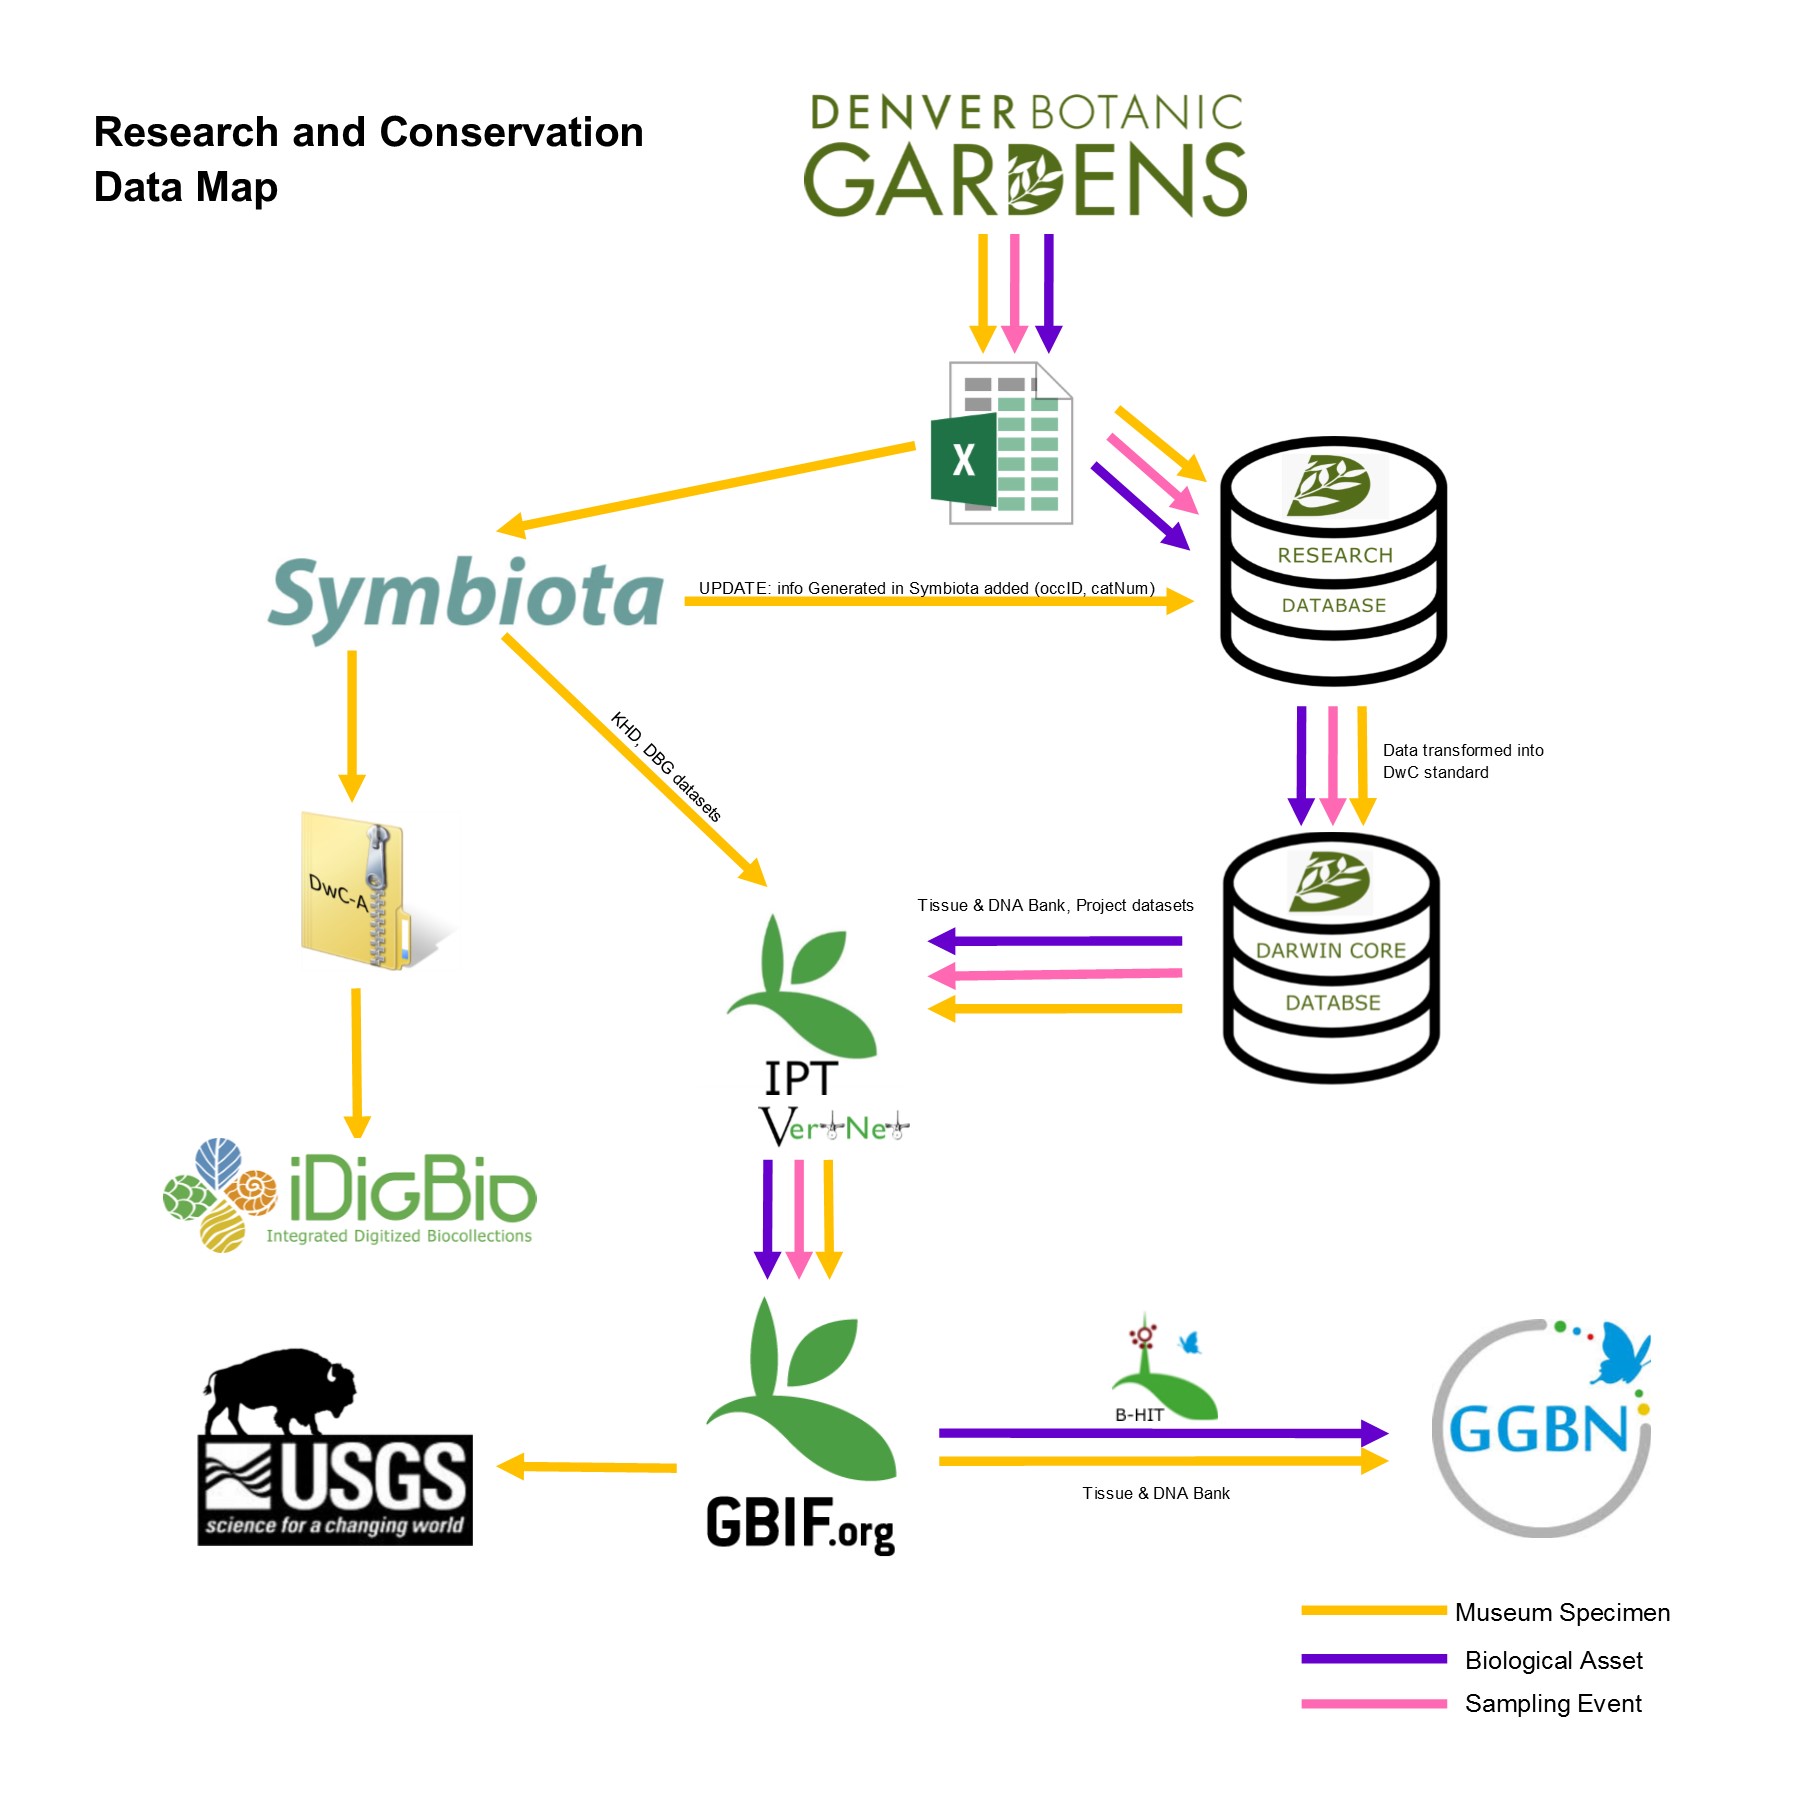 Research and Conservation
Data Map
DENVER BOTANIC
GARDENS
X
RESEARCH
DATABASE
Symbiota
UPDATE: info Generated in Symbiota added (occID, catNum)
KHD, DBG datasets
Data transformed into
DwC standard
DwC-A
Tissue & DNA Bank, Project datasets
DARWIN CORE
DATABSE
IPT
VertNet
iDigBio
Integrated Digitized Biocollections
USGS
science for a changing world
GBIF.org
B-HIT
Tissue & DNA Bank
GGBN
Museum Specimen
Biological Asset
Sampling Event